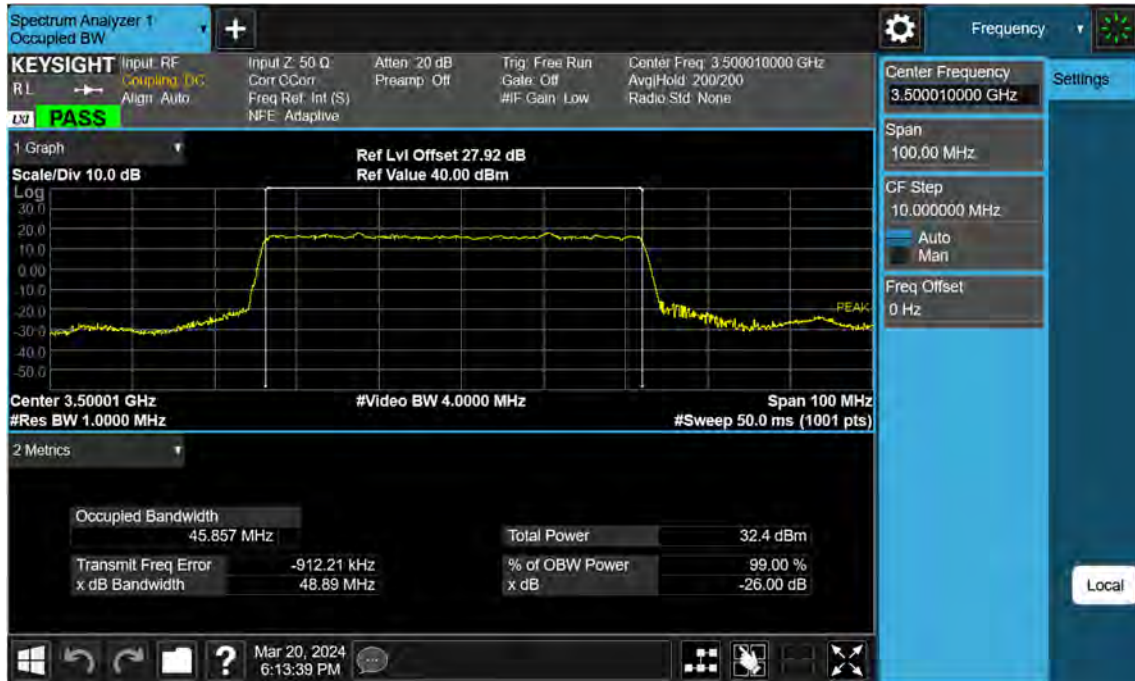 Spectrum Analyzer 1
Occupied BW
+
Frequency
KEYSIGHT
RL
LXI PASS
Input: RF
Coupling: DC
Align: Auto
Input Z: 50 Ω
Corr CCorr
Freq Ref: Int (S)
NFE: Adaptive
Atten: 20 dB
Preamp: Off
Trig: Free Run
Gate: Off
#IF Gain: Low
Center Freq: 3.500010000 GHz
Avg|Hold: 200/200
Radio Std: None
Center Frequency
3.500010000 GHz
Settings
Span
100.00 MHz
CF Step
10.000000 MHz
Auto
Man
Freq Offset
0 Hz
1 Graph
Scale/Div 10.0 dB
Ref Lvl Offset 27.92 dB
Ref Value 40.00 dBm
Log
30.0
20.0
10.0
0.00
-10.0
-20.0
-30.0
-40.0
-50.0
PEAK
Center 3.50001 GHz
#Res BW 1.0000 MHz
#Video BW 4.0000 MHz
Span 100 MHz
#Sweep 50.0 ms (1001 pts)
2 Metrics
Occupied Bandwidth
45.857 MHz
Total Power 32.4 dBm
Transmit Freq Error -912.21 kHz
% of OBW Power 99.00 %
x dB Bandwidth 48.89 MHz
x dB -26.00 dB
Local
?
Mar 20, 2024
6:13:39 PM